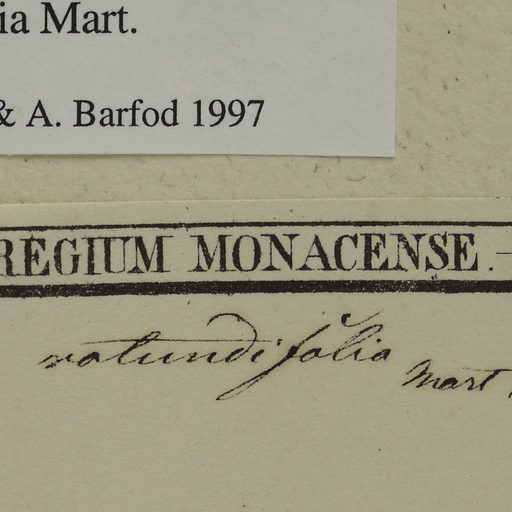 ia Mart.
& A. Barfod 1997
REGIUM MONACENSE.
rotundifolia Mart.